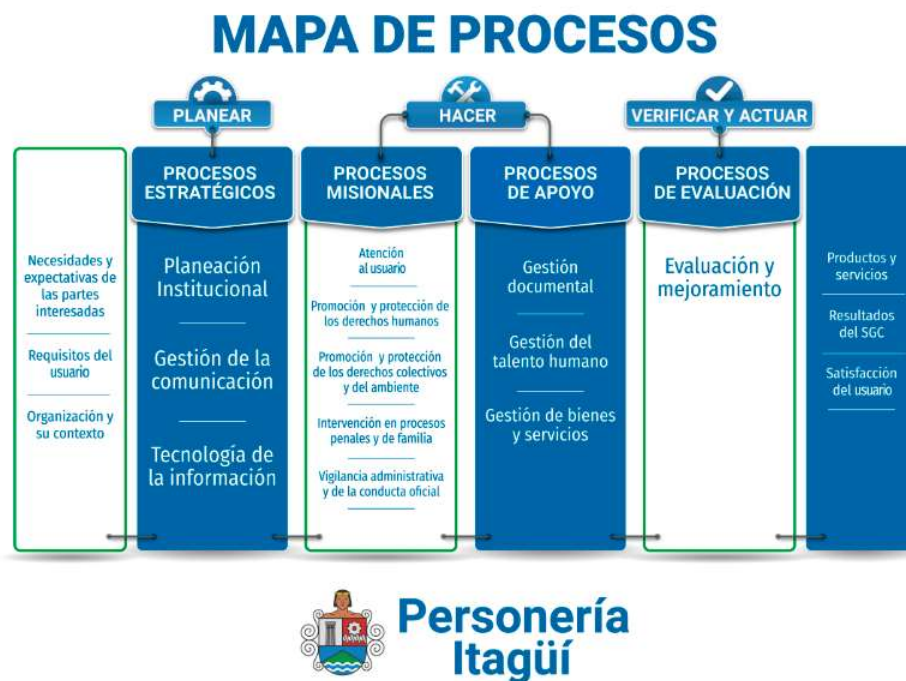 MAPA DE PROCESOS
PLANEAR
HACER
VERIFICAR Y ACTUAR
Necesidades y
expectativas de
las partes
interesadas
Requisitos del
usuario
Organización y
su contexto
PROCESOS
ESTRATÉGICOS
Planeación
Institucional
Gestión de la
comunicación
Tecnología de
la información
PROCESOS
MISIONALES
Atención
al usuario
Promoción y protección de
los derechos humanos
Promoción y protección
de los derechos colectivos
y del ambiente
Intervención en procesos
penales y de familia
Vigilancia administrativa
y de la conducta oficial
PROCESOS
DE APOYO
Gestión
documental
Gestión del
talento humano
Gestión de bienes
y servicios
PROCESOS
DE EVALUACIÓN
Evaluación y
mejoramiento
Productos y
servicios
Resultados
del SGC
Satisfacción
del usuario
Personería
Itagüí